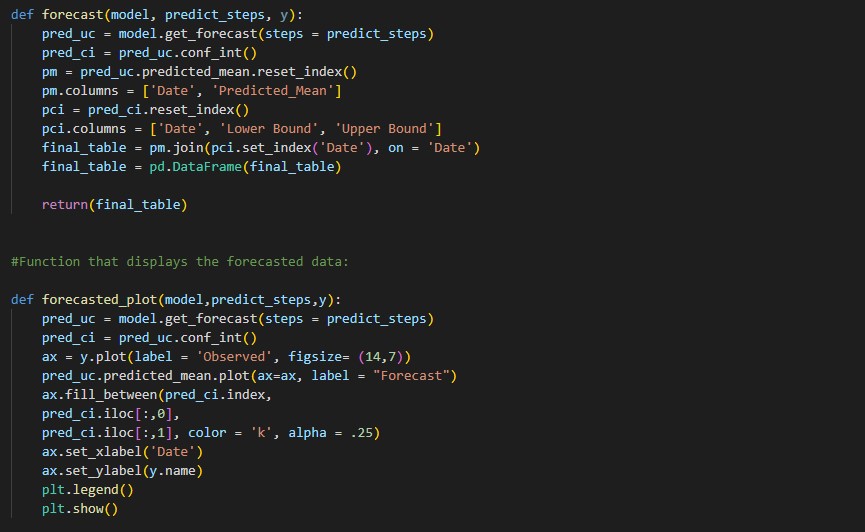 def forecast(model, predict_steps, y):
    pred_uc = model.get_forecast(steps = predict_steps)
    pred_ci = pred_uc.conf_int()
    pm = pred_uc.predicted_mean.reset_index()
    pm.columns = ['Date', 'Predicted_Mean']
    pci = pred_ci.reset_index()
    pci.columns = ['Date', 'Lower Bound', 'Upper Bound']
    final_table = pm.join(pci.set_index('Date'), on = 'Date')
    final_table = pd.DataFrame(final_table)

    return(final_table)


#Function that displays the forecasted data:

def forecasted_plot(model,predict_steps,y):
    pred_uc = model.get_forecast(steps = predict_steps)
    pred_ci = pred_uc.conf_int()
    ax = y.plot(label = 'Observed', figsize= (14,7))
    pred_uc.predicted_mean.plot(ax=ax, label = "Forecast")
    ax.fill_between(pred_ci.index,
    pred_ci.iloc[:,0],
    pred_ci.iloc[:,1], color = 'k', alpha = .25)
    ax.set_xlabel('Date')
    ax.set_ylabel(y.name)
    plt.legend()
    plt.show()